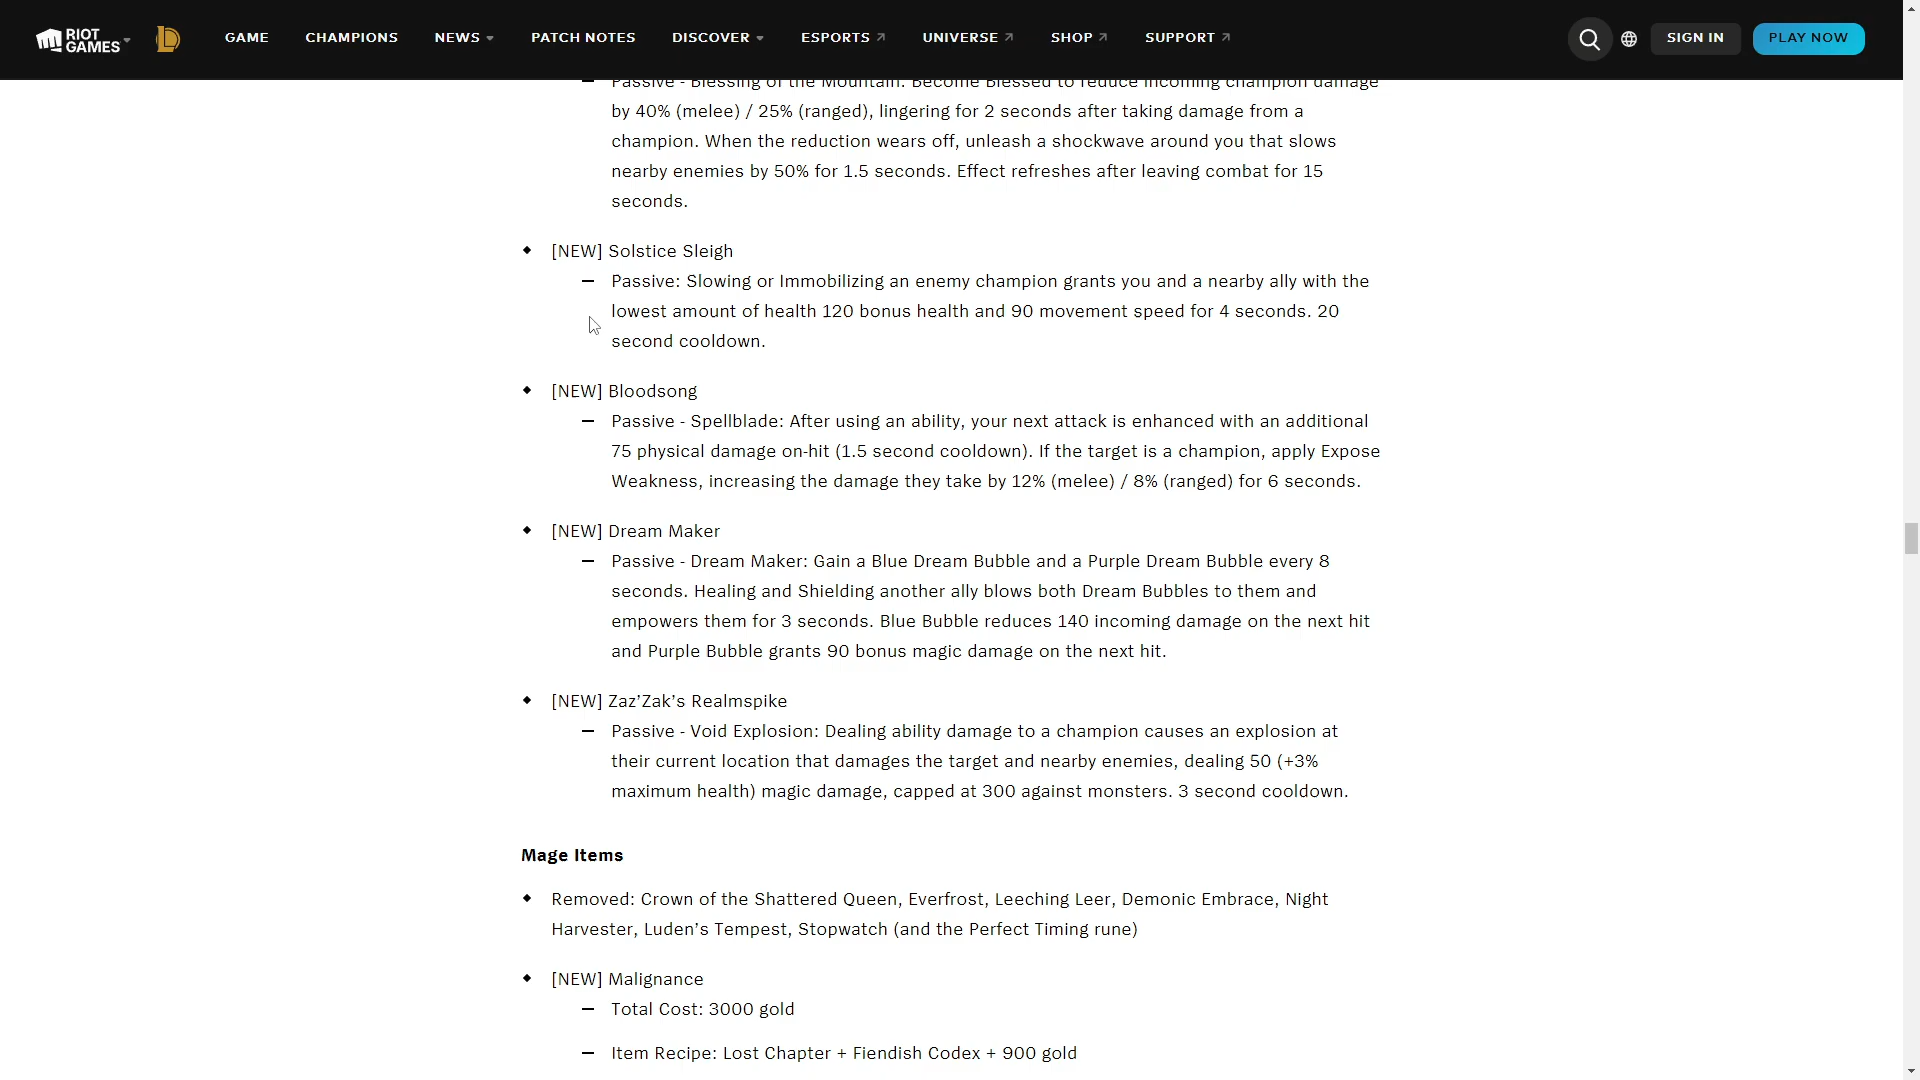 RIOT GAMES
GAME
CHAMPIONS
NEWS
PATCH NOTES
DISCOVER
ESPORTS
UNIVERSE
SHOP
SUPPORT
SIGN IN
PLAY NOW
Passive - Blessing of the Mountain: Become Blessed to reduce incoming champion damage
by 40% (melee) / 25% (ranged), lingering for 2 seconds after taking damage from a
champion. When the reduction wears off, unleash a shockwave around you that slows
nearby enemies by 50% for 1.5 seconds. Effect refreshes after leaving combat for 15
seconds.
[NEW] Solstice Sleigh
Passive: Slowing or Immobilizing an enemy champion grants you and a nearby ally with the
lowest amount of health 120 bonus health and 90 movement speed for 4 seconds. 20
second cooldown.
[NEW] Bloodsong
Passive - Spellblade: After using an ability, your next attack is enhanced with an additional
75 physical damage on-hit (1.5 second cooldown). If the target is a champion, apply Expose
Weakness, increasing the damage they take by 12% (melee) / 8% (ranged) for 6 seconds.
[NEW] Dream Maker
Passive - Dream Maker: Gain a Blue Dream Bubble and a Purple Dream Bubble every 8
seconds. Healing and Shielding another ally blows both Dream Bubbles to them and
empowers them for 3 seconds. Blue Bubble reduces 140 incoming damage on the next hit
and Purple Bubble grants 90 bonus magic damage on the next hit.
[NEW] Zaz’Zak’s Realmspike
Passive - Void Explosion: Dealing ability damage to a champion causes an explosion at
their current location that damages the target and nearby enemies, dealing 50 (+3%
maximum health) magic damage, capped at 300 against monsters. 3 second cooldown.
Mage Items
Removed: Crown of the Shattered Queen, Everfrost, Leeching Leer, Demonic Embrace, Night
Harvester, Luden’s Tempest, Stopwatch (and the Perfect Timing rune)
[NEW] Malignance
Total Cost: 3000 gold
Item Recipe: Lost Chapter + Fiendish Codex + 900 gold